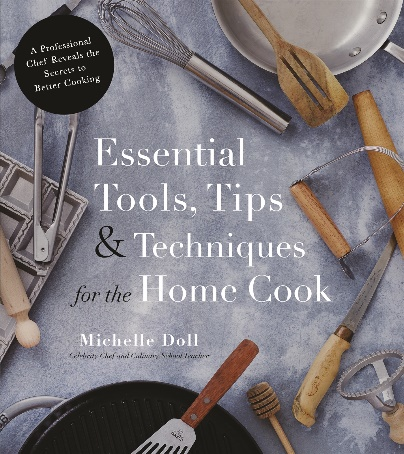 A Professional
Chef Reveals the
Secrets to
Better Cooking
Essential
Tools, Tips
& Techniques
for the Home Cook
Michelle Doll
Celebrity Chef and Culinary School Teacher